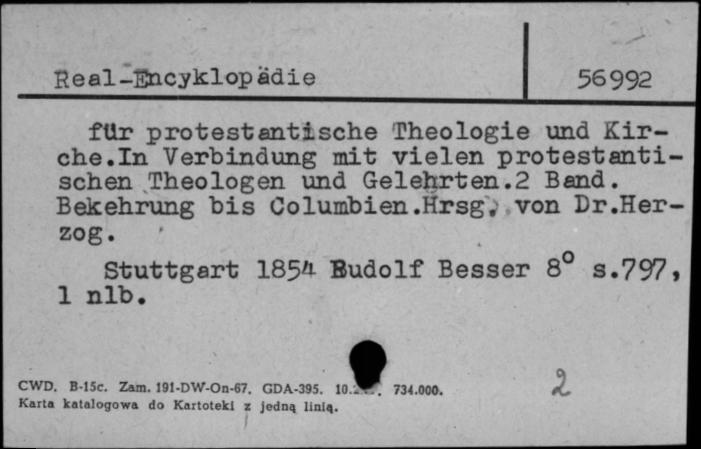 Real-Encyklopädie 56992
für protestantische Theologie und Kir-
che.In Verbindung mit vielen protestanti-
schen Theologen und Gelehrten.2 Band.
Bekehrung bis Columbien.Hrsg. von Dr.Her-
zog.
Stuttgart 1854 Rudolf Besser 8° s.797,
1 nlb.
CWD. B-15c. Zam. 191-DW-On-67. GDA-395. 10. 734.000.
Karta katalogowa do Kartoteki z jedną linią.
2